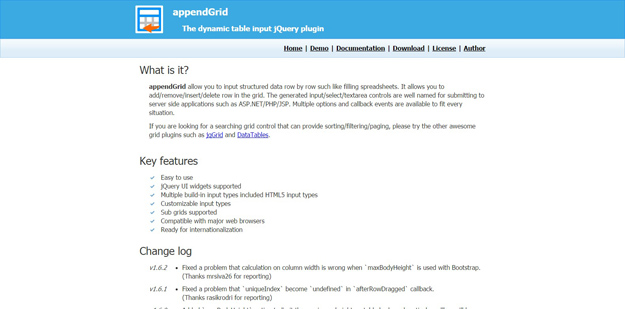 appendGrid
The dynamic table input jQuery plugin
Home | Demo | Documentation | Download | License | Author
What is it?
appendGrid allow you to input structured data row by row such like filling spreadsheets. It allows you to
add/remove/insert/delete row in the grid. The generated input/select/textarea controls are well named for submitting to
server side applications such as ASP.NET/PHP/JSP. Multiple options and callback events are available to fit every
situation.
If you are looking for a searching grid control that can provide sorting/filtering/paging, please try the other awesome
grid plugins such as jqGrid and DataTables.
Key features
Easy to use
jQuery UI widgets supported
Multiple build-in input types included HTML5 input types
Customizable input types
Sub grids supported
Compatible with major web browsers
Ready for internationalization
Change log
v1.6.2 • Fixed a problem that calculation on column width is wrong when `maxBodyHeight` is used with Bootstrap.
(Thanks mrsiva26 for reporting)
v1.6.1 • Fixed a problem that `uniqueIndex` become `undefined` in `afterRowDragged` callback.
(Thanks rasikrodri for reporting)